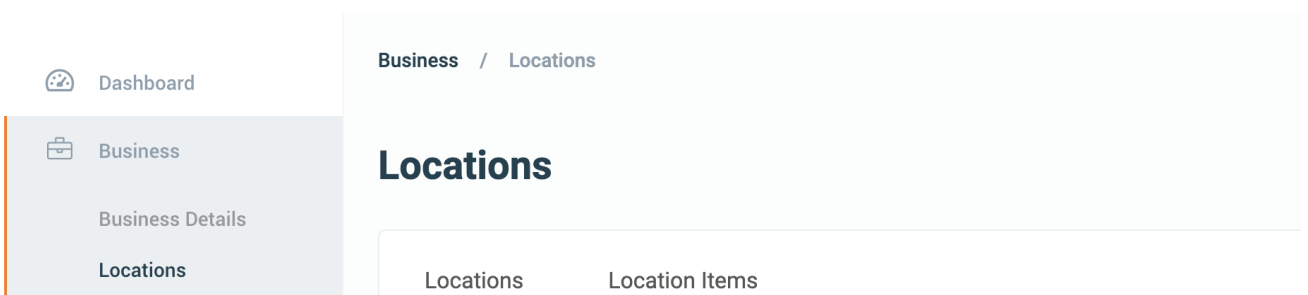 Dashboard
Business
Business Details
Locations
Business / Locations
Locations
Locations Location Items